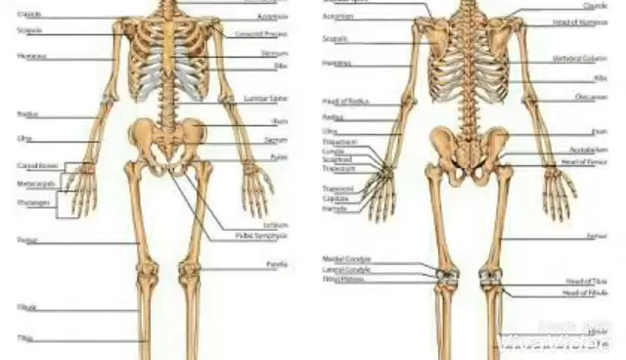 Clavicle
Acromion
Scapula
Coracoid Process
Sternum
Humerus
Ribs
Lumbar Spine
Radius
Ilium
Ulna
Sacrum
Pubis
Carpal Bones
Metacarpals
Phalanges
Ischium
Pubic Symphysis
Femur
Patella
Fibula
Tibia
Clavicle
Acromion
Head of Humerus
Scapula
Vertebral Column
Humerus
Ribs
Head of Radius
Olecranon
Radius
Ulna
Ilium
Trapezium
Lunate
Acetabulum
Scaphoid
Head of Femur
Trapezoid
Capitate
Hamate
Femur
Medial Condyle
Lateral Condyle
Tibial Plateau
Head of Tibia
Head of Fibula
VivaVideo